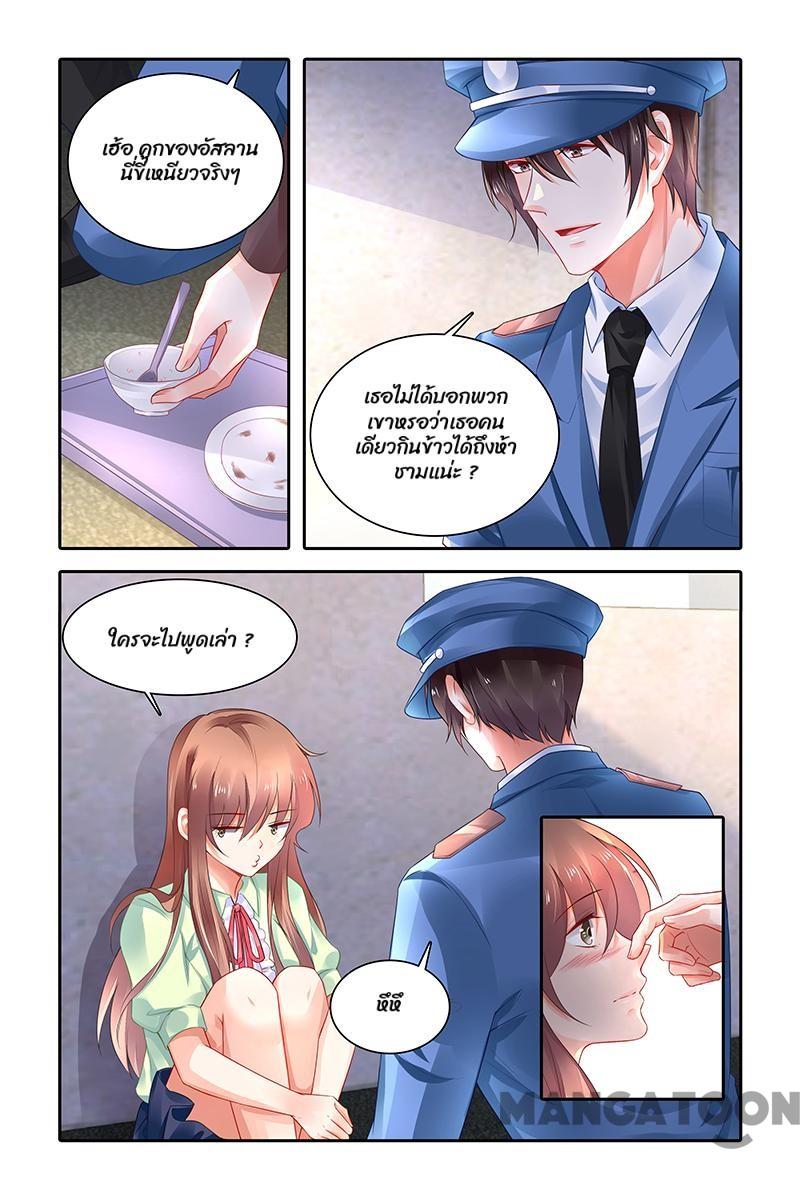 เฮ้อ คุกของอัสลาน
นี่ขี้เหนียวจริงๆ
เธอไม่ได้บอกพวก
เขาหรอว่าเธอคน
เดียวกินข้าวได้ถึงห้า
ชามแน่ะ ?
ใครจะไปพูดเล่า ?
หึหึ
MANGATOON